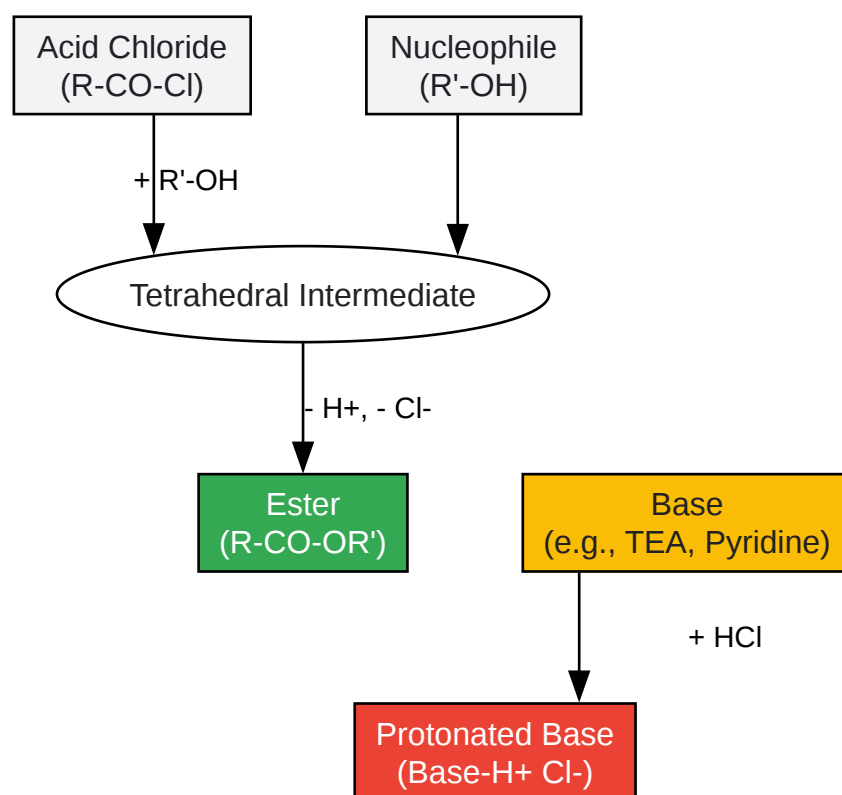 Acid Chloride
(R-CO-Cl)
Nucleophile
(R'-OH)
+ R'-OH
Tetrahedral Intermediate
- H+, - Cl-
Ester
(R-CO-OR')
Base
(e.g., TEA, Pyridine)
+ HCl
Protonated Base
(Base-H+ Cl-)